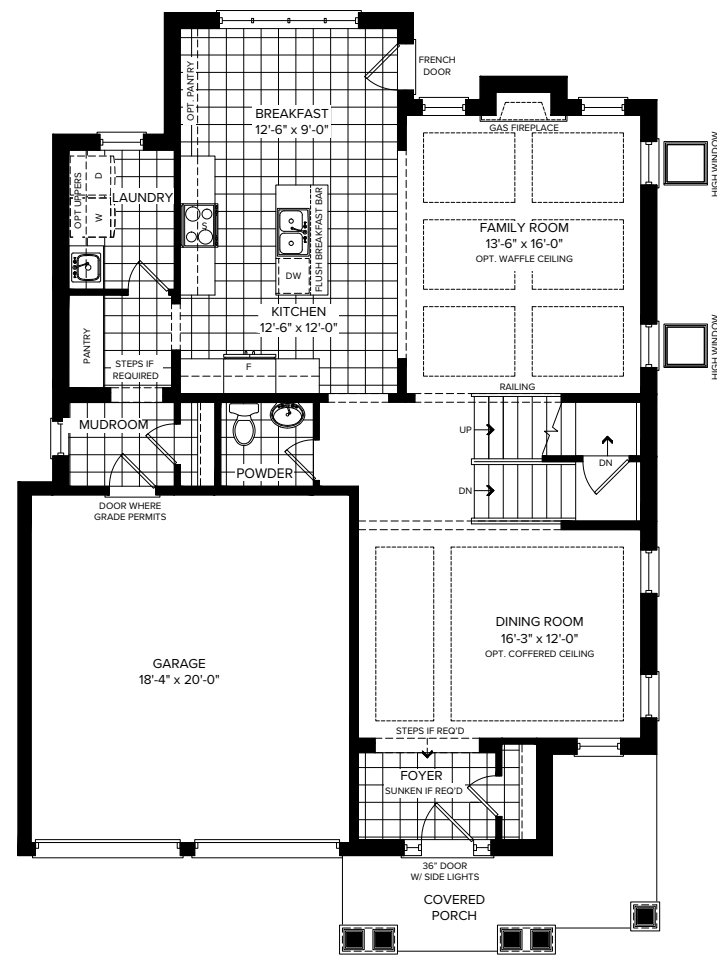 FRENCH
DOOR
OPT. PANTRY
BREAKFAST
12'-6" x 9'-0"
GAS FIREPLACE
HIGH WINDOW
D
LAUNDRY
OPT UPPERS
W
S
FLUSH BREAKFAST BAR
DW
FAMILY ROOM
13'-6" x 16'-0"
OPT. WAFFLE CEILING
KITCHEN
12'-6" x 12'-0"
HIGH WINDOW
PANTRY
STEPS IF
REQUIRED
F
RAILING
MUDROOM
UP
POWDER
DN
DN
DOOR WHERE
GRADE PERMITS
DINING ROOM
16'-3" x 12'-0"
OPT. COFFERED CEILING
GARAGE
18'-4" x 20'-0"
STEPS IF REQ'D
FOYER
SUNKEN IF REQ'D
36" DOOR
W/ SIDE LIGHTS
COVERED
PORCH